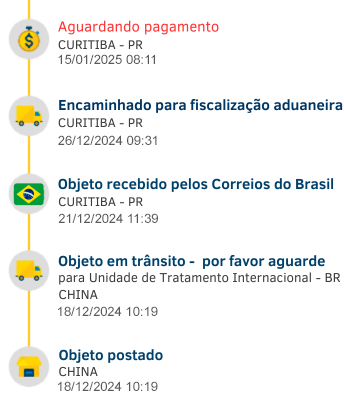 Aguardando pagamento
CURITIBA - PR
15/01/2025 08:11
Encaminhado para fiscalização aduaneira
CURITIBA - PR
26/12/2024 09:31
Objeto recebido pelos Correios do Brasil
CURITIBA - PR
21/12/2024 11:39
Objeto em trânsito - por favor aguarde
para Unidade de Tratamento Internacional - BR
CHINA
18/12/2024 10:19
Objeto postado
CHINA
18/12/2024 10:19